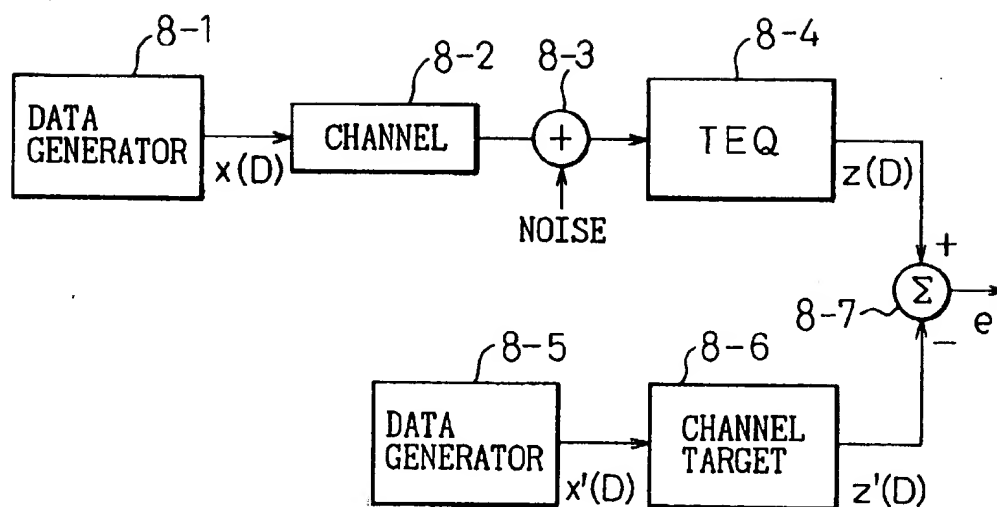 8-1
8-2
8-3
8-4
DATA
GENERATOR
x(D)
CHANNEL
+
NOISE
TEQ
z(D)
+
Σ
8-7
e
−
8-5
8-6
DATA
GENERATOR
x'(D)
CHANNEL
TARGET
z'(D)